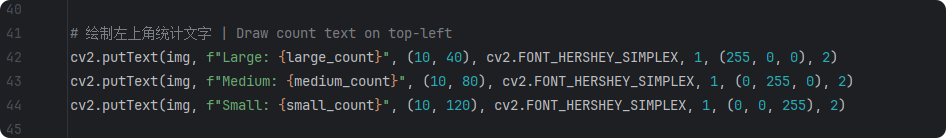 40
41 # 绘制左上角统计文字 | Draw count text on top-left
42 cv2.putText(img, f"Large: {large_count}", (10, 40), cv2.FONT_HERSHEY_SIMPLEX, 1, (255, 0, 0), 2)
43 cv2.putText(img, f"Medium: {medium_count}", (10, 80), cv2.FONT_HERSHEY_SIMPLEX, 1, (0, 255, 0), 2)
44 cv2.putText(img, f"Small: {small_count}", (10, 120), cv2.FONT_HERSHEY_SIMPLEX, 1, (0, 0, 255), 2)
45